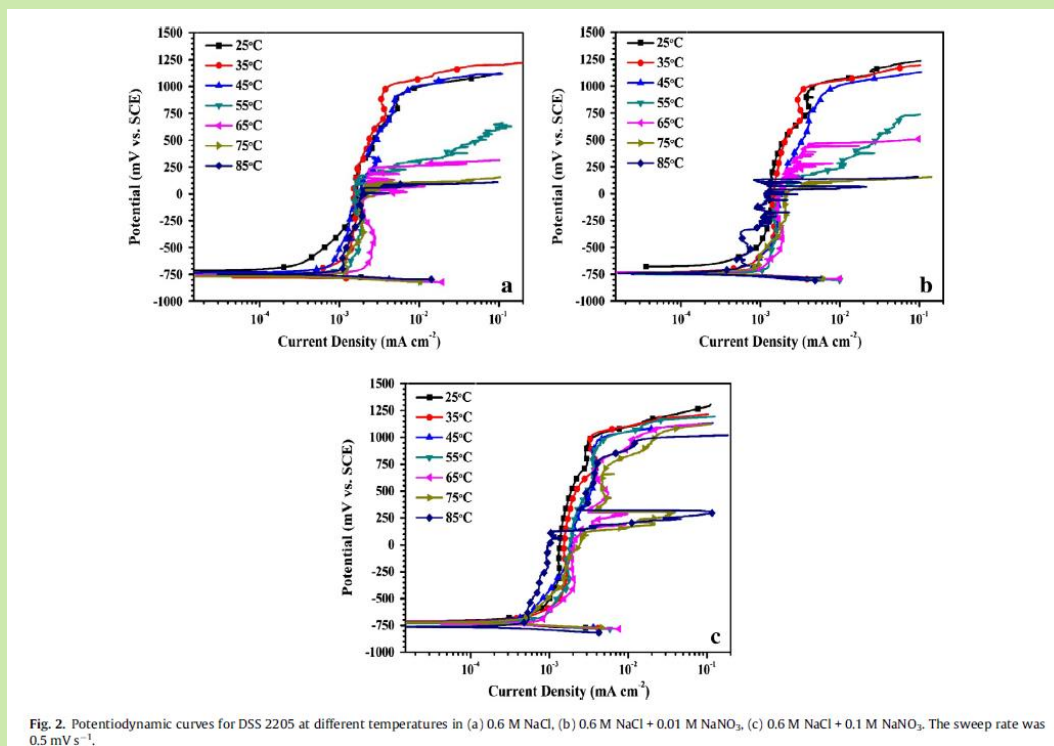 1500
1250
1000
750
500
250
0
-250
-500
-750
-1000
Potential (mV vs. SCE)
25°C
35°C
45°C
55°C
65°C
75°C
85°C
a
10⁻⁴ 10⁻³ 10⁻² 10⁻¹
Current Density (mA cm⁻²)
1500
1250
1000
750
500
250
0
-250
-500
-750
-1000
Potential (mV vs. SCE)
25°C
35°C
45°C
55°C
65°C
75°C
85°C
b
10⁻⁴ 10⁻³ 10⁻² 10⁻¹
Current Density (mA cm⁻²)
1500
1250
1000
750
500
250
0
-250
-500
-750
-1000
Potential (mV vs. SCE)
25°C
35°C
45°C
55°C
65°C
75°C
85°C
c
10⁻⁴ 10⁻³ 10⁻² 10⁻¹
Current Density (mA cm⁻²)
Fig. 2. Potentiodynamic curves for DSS 2205 at different temperatures in (a) 0.6 M NaCl, (b) 0.6 M NaCl + 0.01 M NaNO₃, (c) 0.6 M NaCl + 0.1 M NaNO₃. The sweep rate was
0.5 mV s⁻¹.